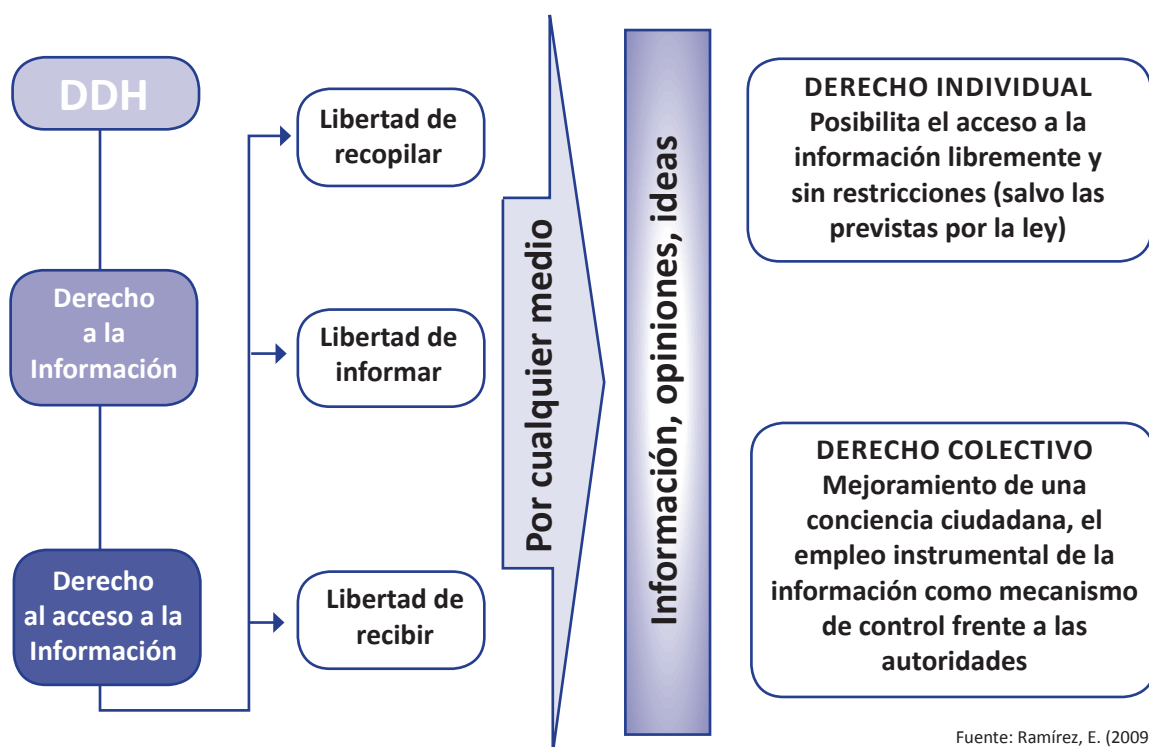 DDH
Derecho
a la
Información
Derecho
al acceso a la
Información
Libertad de
recopilar
Libertad de
informar
Libertad de
recibir
Por cualquier medio
Información, opiniones, ideas
DERECHO INDIVIDUAL
Posibilita el acceso a la
información libremente y
sin restricciones (salvo las
previstas por la ley)
DERECHO COLECTIVO
Mejoramiento de una
conciencia ciudadana, el
empleo instrumental de la
información como mecanismo
de control frente a las
autoridades
Fuente: Ramírez, E. (2009